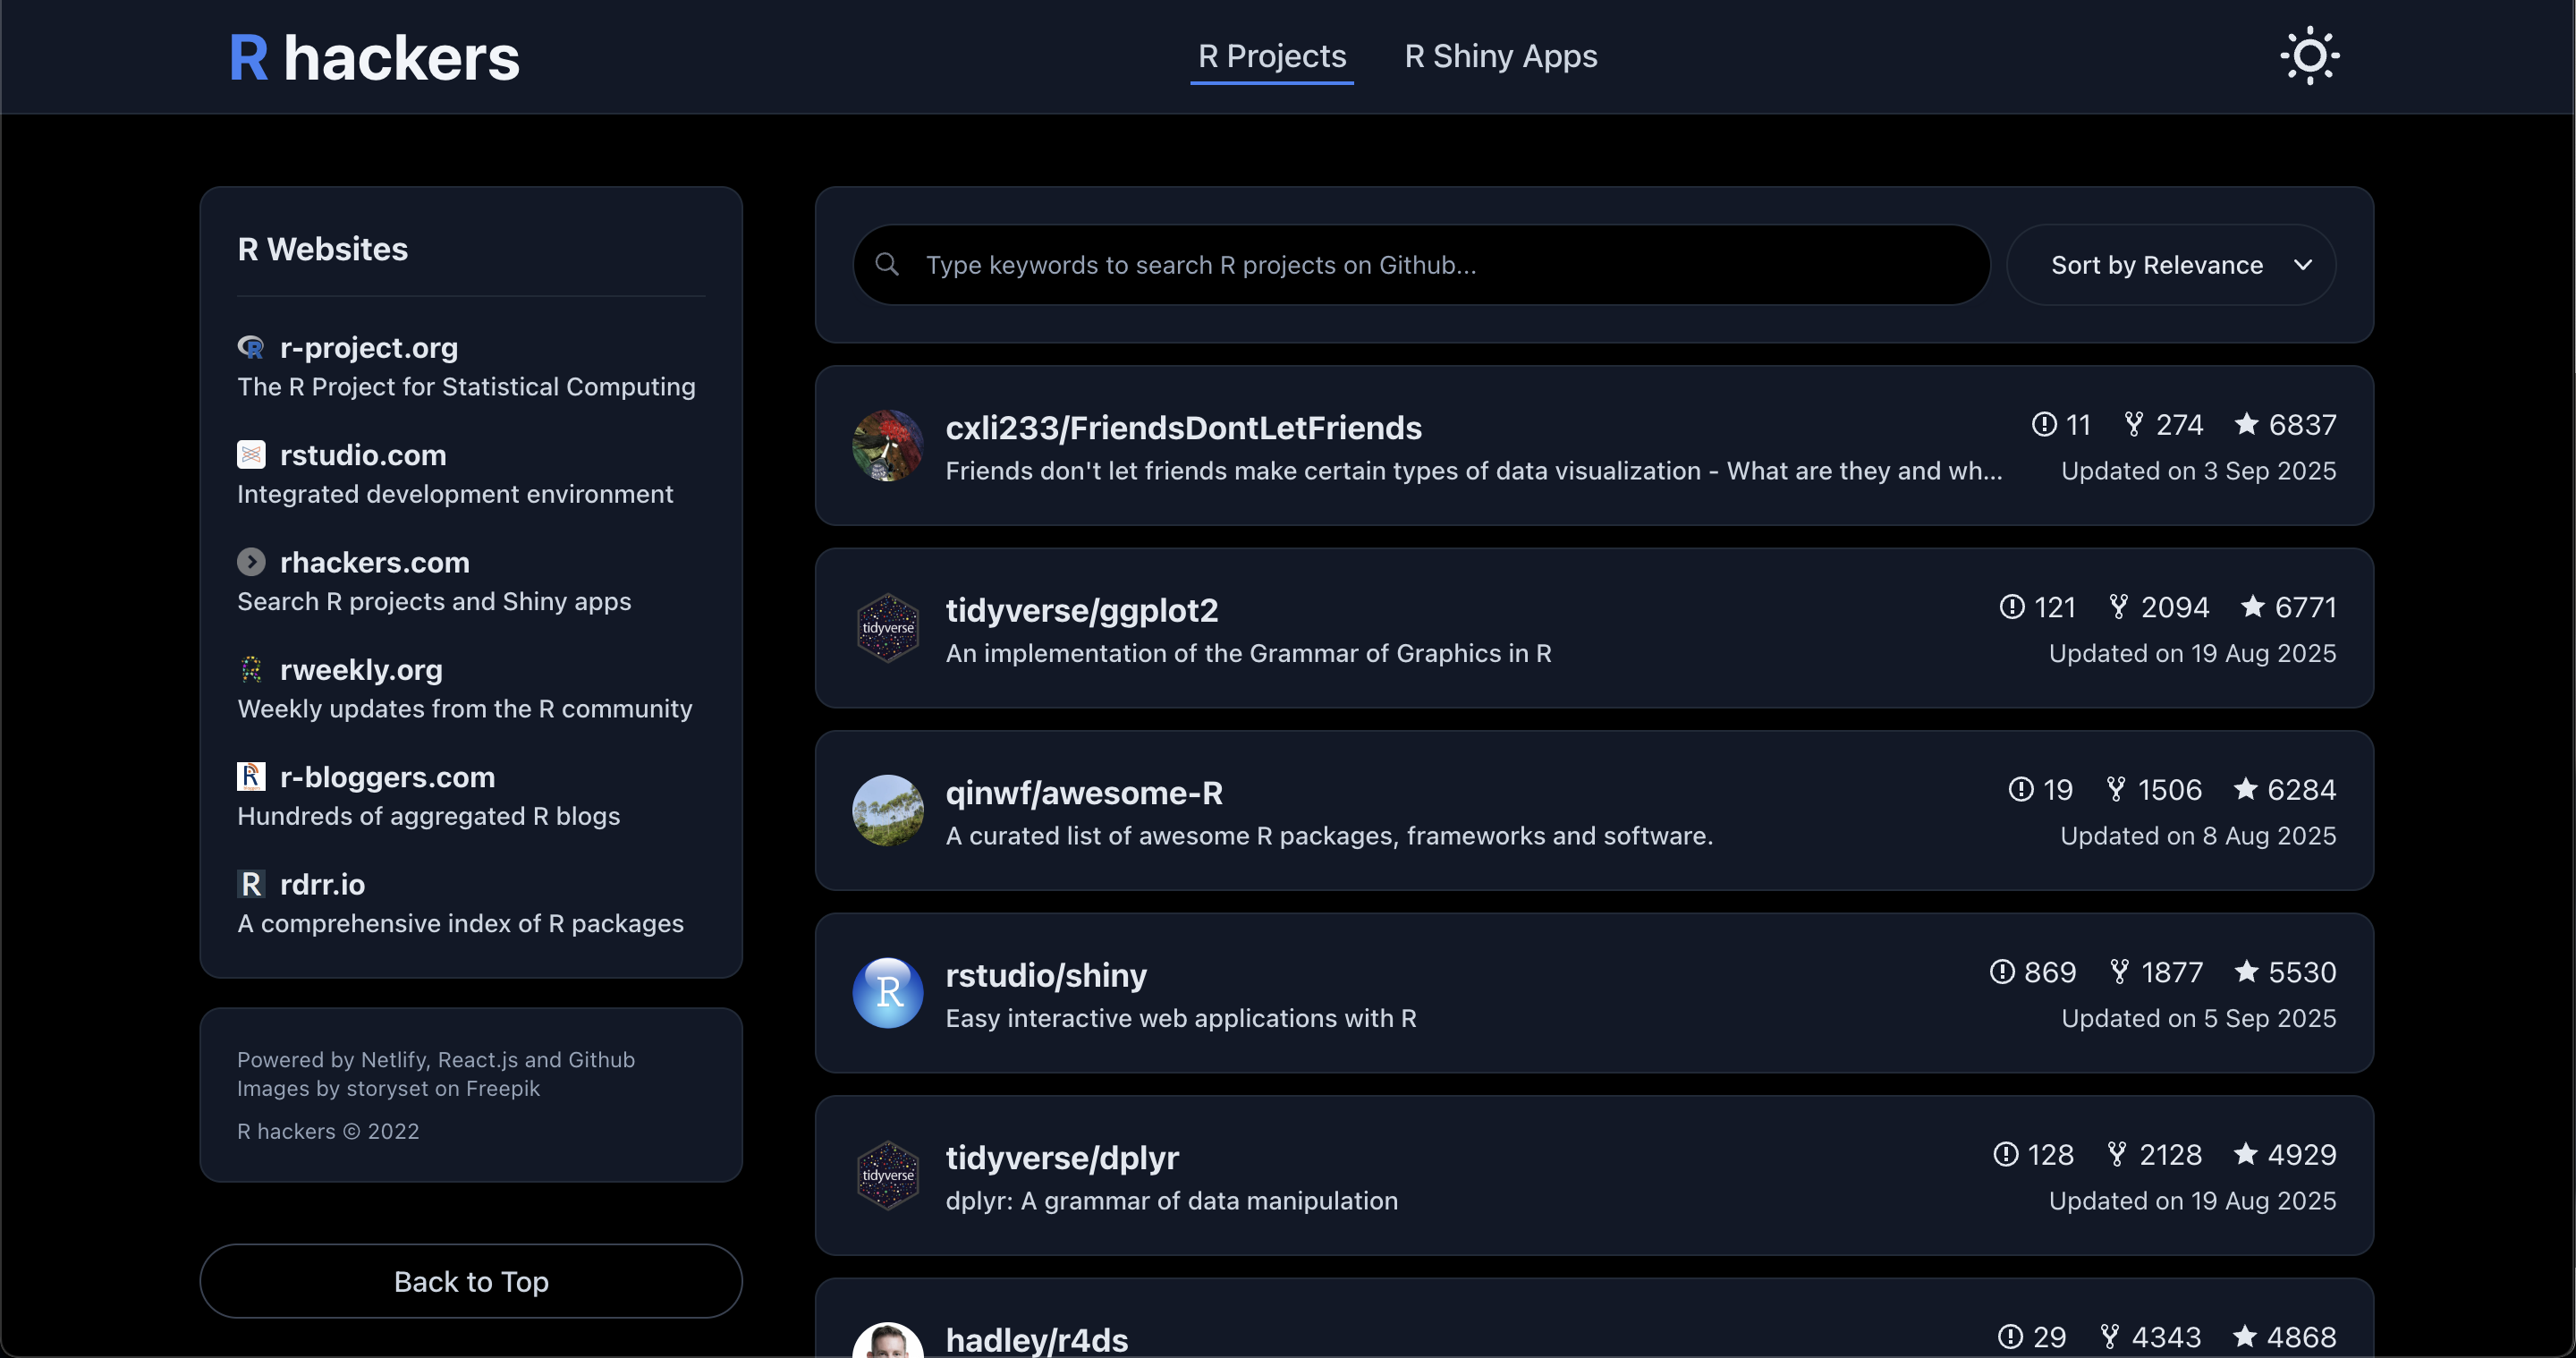 R hackers
R Projects
R Shiny Apps
R Websites
r-project.org
The R Project for Statistical Computing
rstudio.com
Integrated development environment
rhackers.com
Search R projects and Shiny apps
rweekly.org
Weekly updates from the R community
r-bloggers.com
Hundreds of aggregated R blogs
R rdrr.io
A comprehensive index of R packages
Powered by Netlify, React.js and Github
Images by storyset on Freepik
R hackers © 2022
Back to Top
Type keywords to search R projects on Github...
Sort by Relevance
cxli233/FriendsDontLetFriends
11 274 6837
Friends don't let friends make certain types of data visualization - What are they and wh...
Updated on 3 Sep 2025
tidyverse
tidyverse/ggplot2
121 2094 6771
An implementation of the Grammar of Graphics in R
Updated on 19 Aug 2025
qinwf/awesome-R
19 1506 6284
A curated list of awesome R packages, frameworks and software.
Updated on 8 Aug 2025
R
rstudio/shiny
869 1877 5530
Easy interactive web applications with R
Updated on 5 Sep 2025
tidyverse
tidyverse/dplyr
128 2128 4929
dplyr: A grammar of data manipulation
Updated on 19 Aug 2025
hadley/r4ds
29 4343 4868